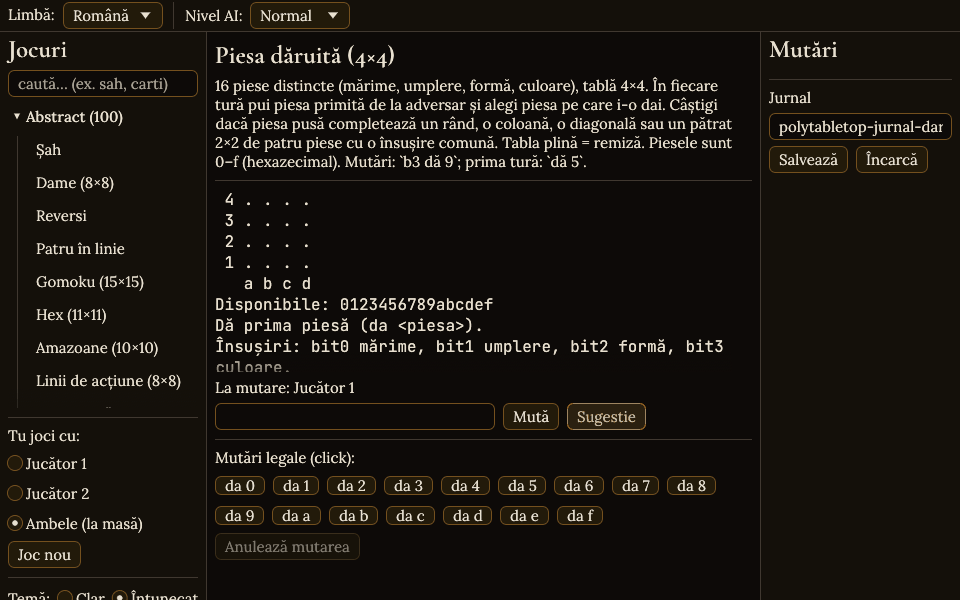 Limbă: Română Nivel AI: Normal
Jocuri
caută... (ex. sah, carti)
Abstract (100)
Șah
Dame (8×8)
Reversi
Patru în linie
Gomoku (15×15)
Hex (11×11)
Amazoane (10×10)
Linii de acțiune (8×8)
Tu joci cu:
Jucător 1
Jucător 2
Ambele (la masă)
Joc nou
Temă: Clar Întunecat
Piesa dăruită (4×4)
16 piese distincte (mărime, umplere, formă, culoare), tablă 4×4. În fiecare
tură pui piesa primită de la adversar și alegi piesa pe care i-o dai. Câștigi
dacă piesa pusă completează un rând, o coloană, o diagonală sau un pătrat
2×2 de patru piese cu o însușire comună. Tabla plină = remiză. Piesele sunt
0–f (hexazecimal). Mutări: `b3 dă 9`; prima tură: `dă 5`.
4 . . . .
3 . . . .
2 . . . .
1 . . . .
a b c d
Disponibile: 0123456789abcdef
Dă prima piesă (da <piesa>).
Însușiri: bit0 mărime, bit1 umplere, bit2 formă, bit3
culoare.
La mutare: Jucător 1
Mută Sugestie
Mutări legale (click):
da 0 da 1 da 2 da 3 da 4 da 5 da 6 da 7 da 8
da 9 da a da b da c da d da e da f
Anulează mutarea
Mutări
Jurnal
polytabletop-jurnal-dar
Salvează Încarcă